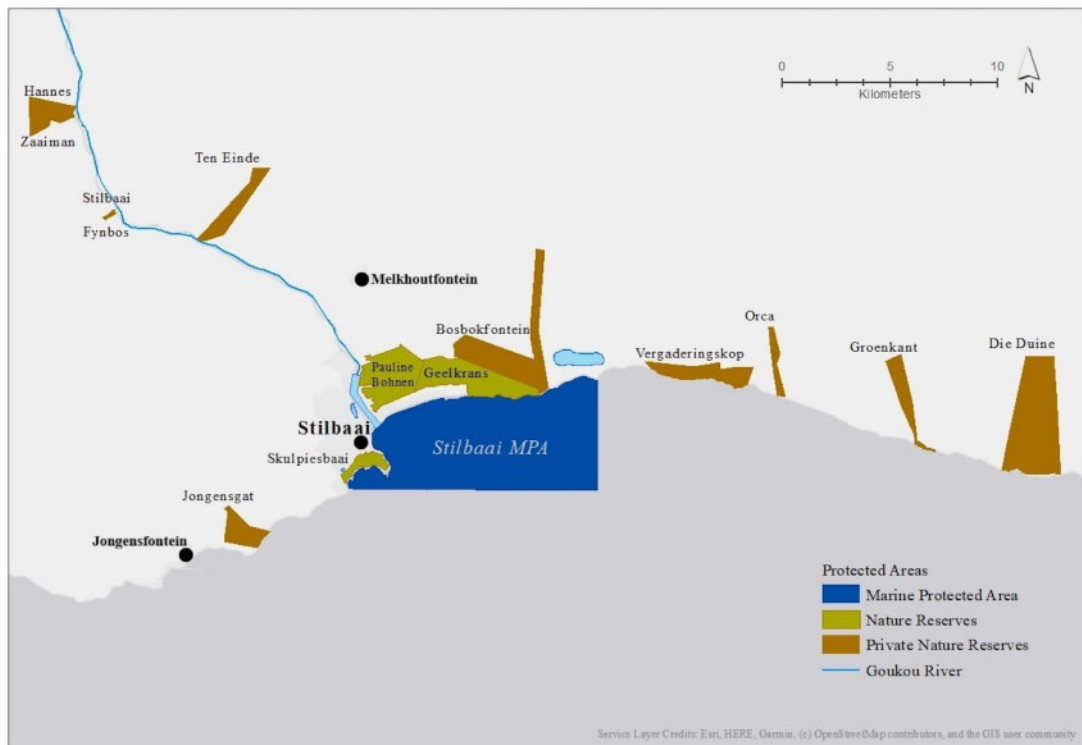 0 5 10
Kilometers
N
Hannes
Zaaiman
Ten Einde
Stilbaai
Fynbos
Melkhoutfontein
Bosbokfontein
Orca
Vergaderingskop
Groenkant
Die Duine
Pauline
Bohnen
Geelkrans
Stilbaai
Stilbaai MPA
Skulpiesbaai
Jongensgat
Jongensfontein
Protected Areas
Marine Protected Area
Nature Reserves
Private Nature Reserves
Goukou River
Service Layer Credits: Esri, HERE, Garmin, (c) OpenStreetMap contributors, and the GIS user community